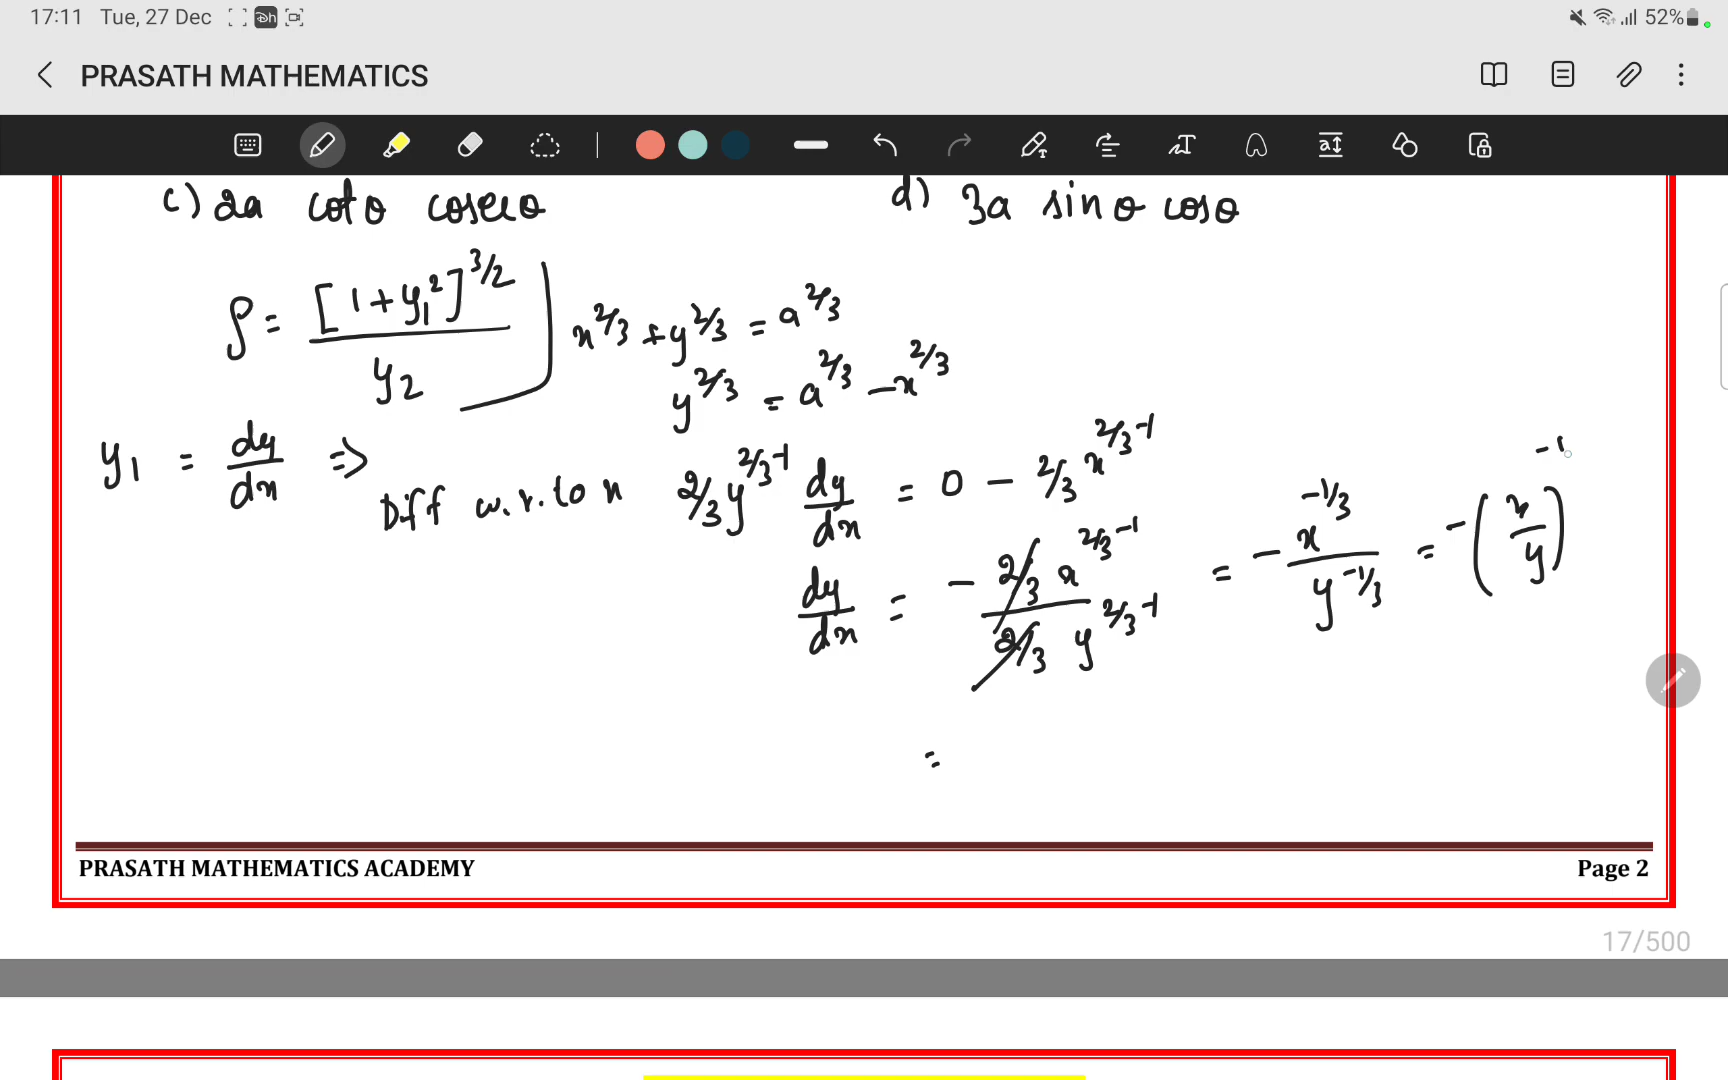 17:11 Tue, 27 Dec 52%
PRASATH MATHEMATICS
c) 2a cotθ cosecθ d) 3a sinθ cosθ
ρ = [1+y₁²]^3/2 / y₂
x^2/3 + y^2/3 = a^2/3
y^2/3 = a^2/3 - x^2/3
y₁ = dy/dx ⇒
Diff w.r.to x 2/3 y^2/3-1 dy/dx = 0 - 2/3 x^2/3-1
dy/dx = - 2/3 x^2/3-1 / 2/3 y^2/3-1 = - x^-1/3 / y^-1/3 = -(x/y)^-1
=
PRASATH MATHEMATICS ACADEMY Page 2
17/500